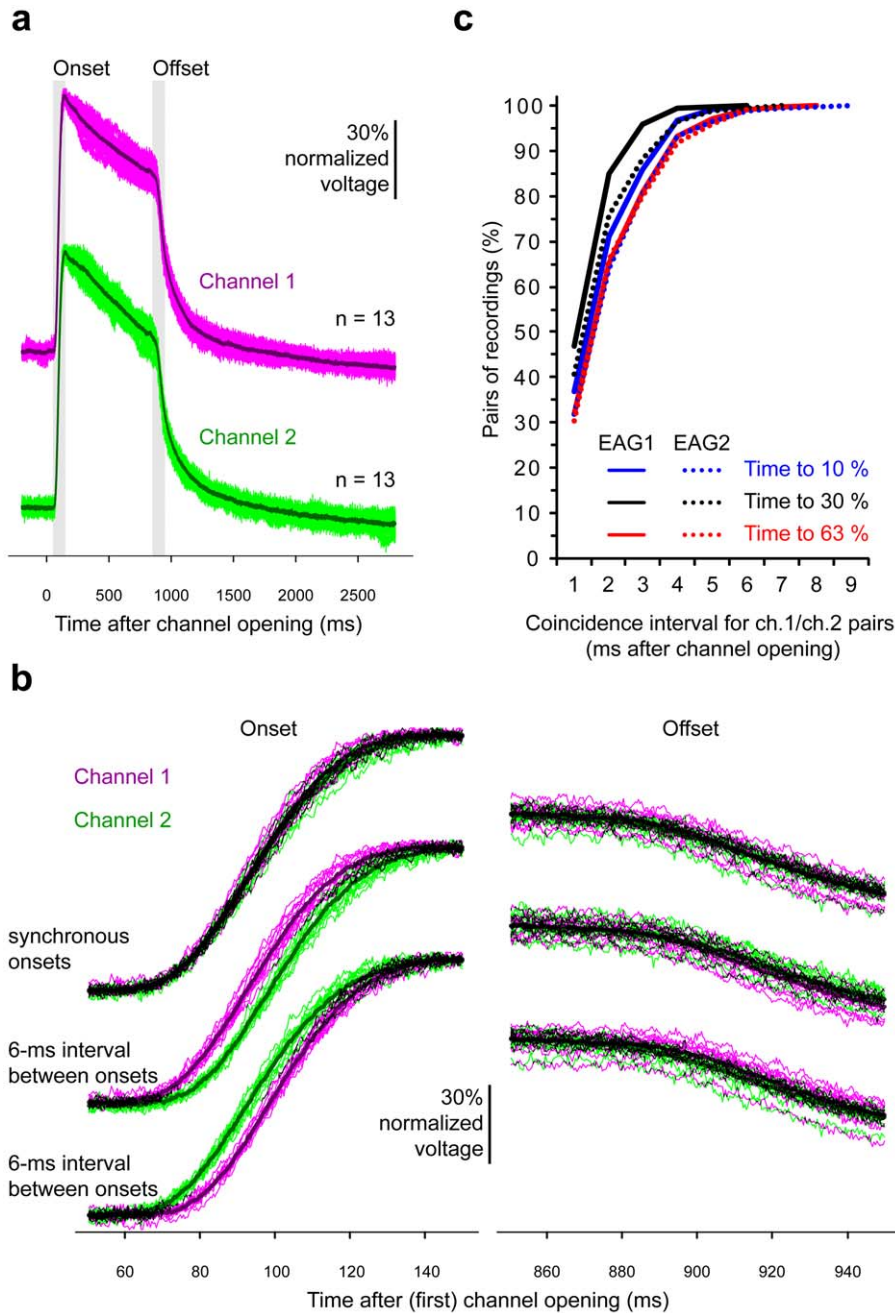 a
Onset
Offset
30%
normalized
voltage
Channel 1
n = 13
Channel 2
n = 13
0
500
1000
1500
2000
2500
Time after channel opening (ms)
c
100
90
80
70
60
50
40
30
20
10
0
Pairs of recordings (%)
EAG1 EAG2
Time to 10 %
Time to 30 %
Time to 63 %
1 2 3 4 5 6 7 8 9
Coincidence interval for ch.1/ch.2 pairs
(ms after channel opening)
b
Onset
Offset
Channel 1
Channel 2
synchronous
onsets
6-ms interval
between onsets
6-ms interval
between onsets
30%
normalized
voltage
60 80 100 120 140
860 880 900 920 940
Time after (first) channel opening (ms)